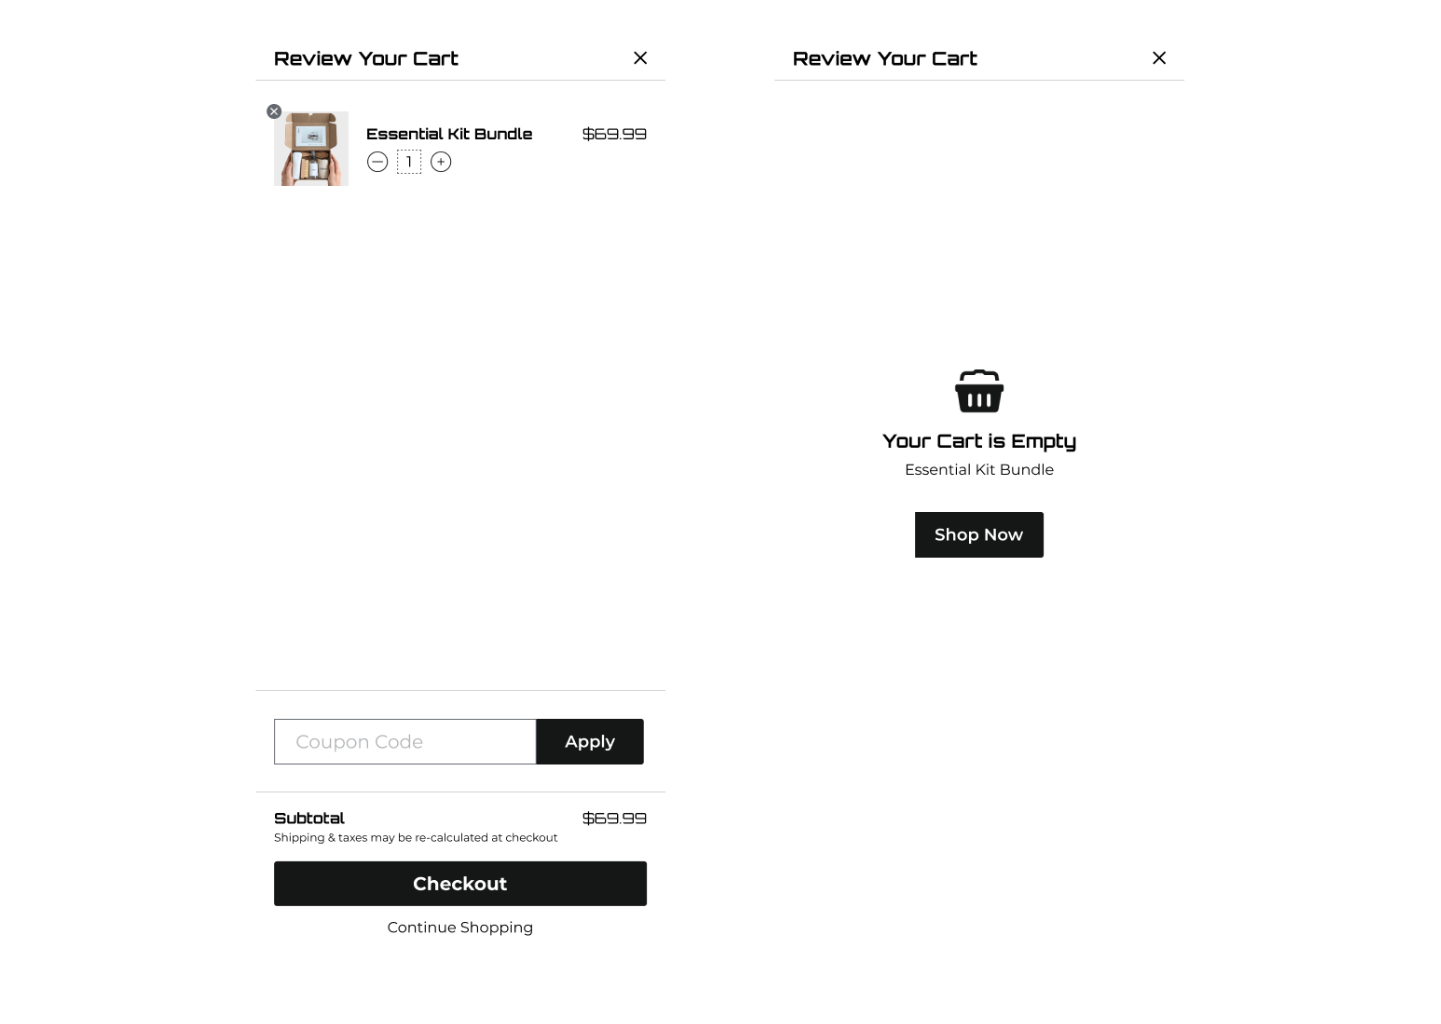 Review Your Cart
Essential Kit Bundle $69.99
1
Coupon Code Apply
Subtotal $69.99
Shipping & taxes may be re-calculated at checkout
Checkout
Continue Shopping
Review Your Cart
Your Cart is Empty
Essential Kit Bundle
Shop Now